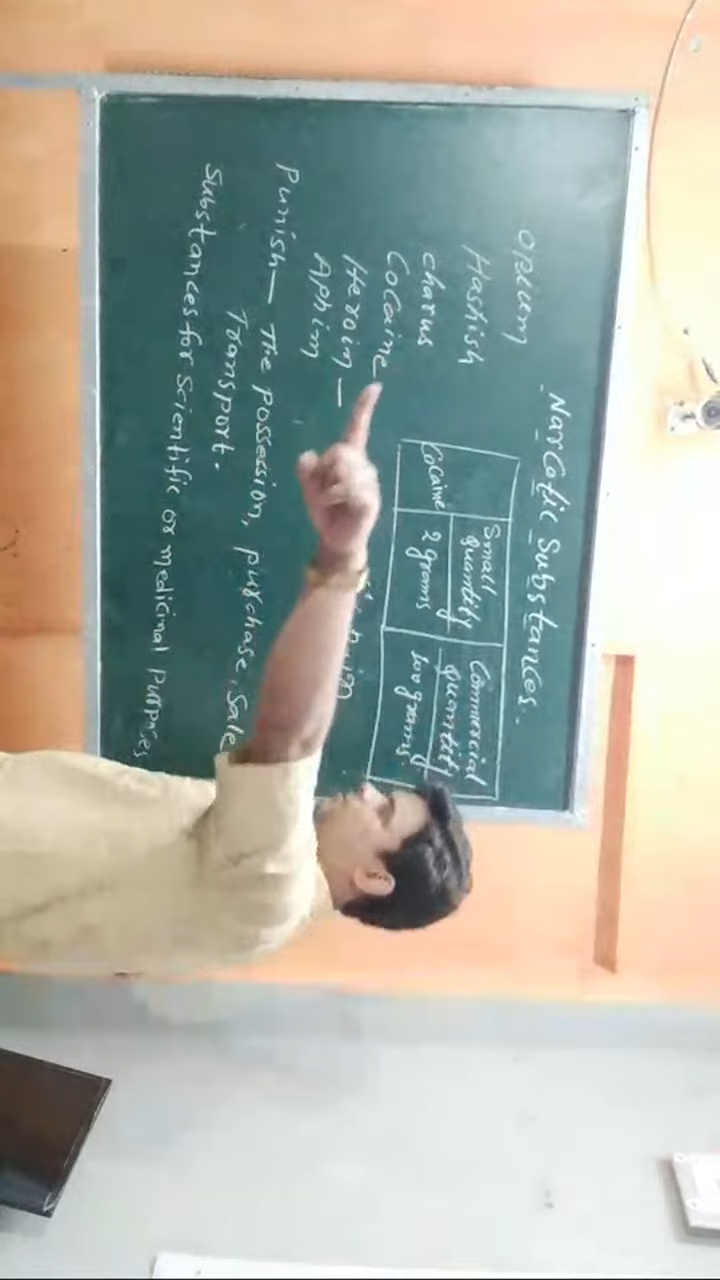 Narcotic Substances.
Opium
Hashish
charus
Cocaine
Heroin –
Aphim
Small quantity
Commercial quantity
Cocaine
2 grams
100 grams
Punish – The possession, purchase, Sale
Transport.
Substances for Scientific or medicinal purposes